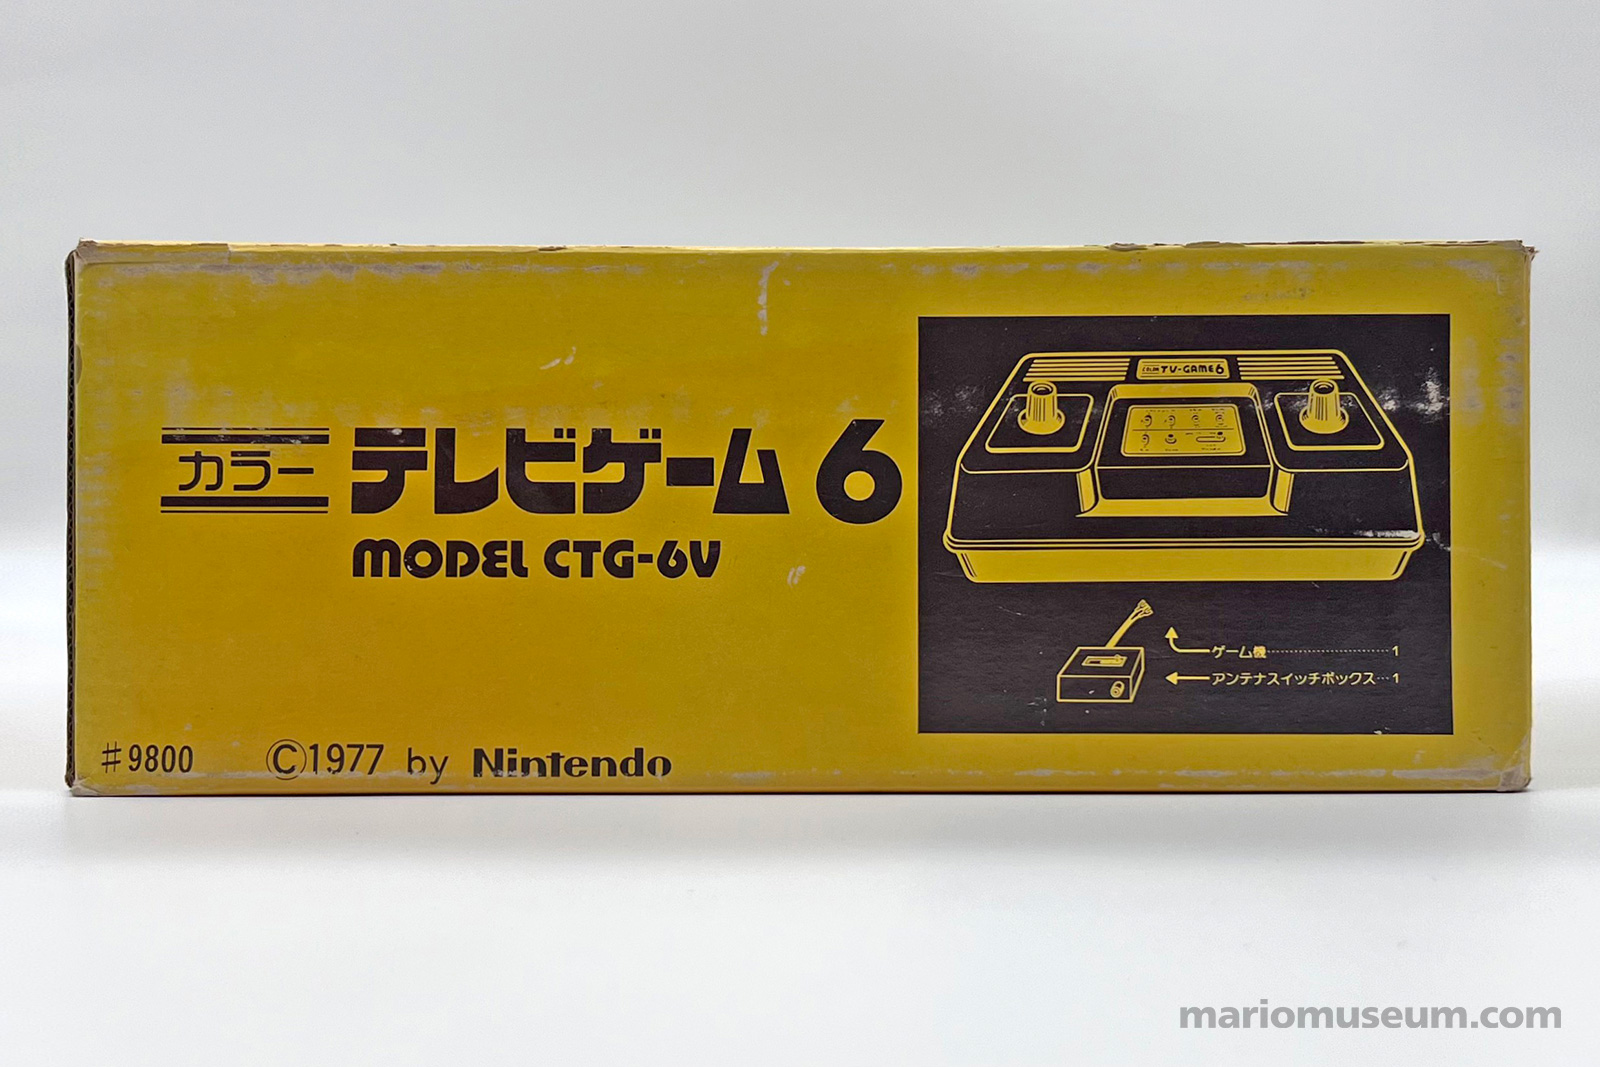 カラー テレビゲーム 6
MODEL CTG-6V
#9800 ©1977 by Nintendo
COLOR TV-GAME 6
ゲーム機……………………1
アンテナスイッチボックス…1
mariomuseum.com